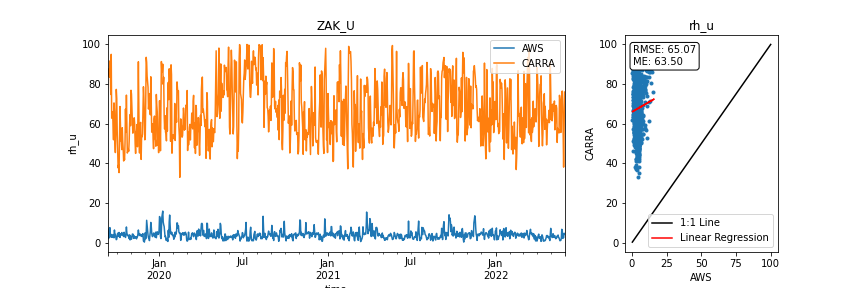 ZAK_U
rh_u
100
80
60
40
20
0
rh_u
AWS
CARRA
Jan
2020
Jul
Jan
2021
Jul
Jan
2022
time
100
80
60
40
20
0
CARRA
RMSE: 65.07
ME: 63.50
1:1 Line
Linear Regression
0
25
50
75
100
AWS